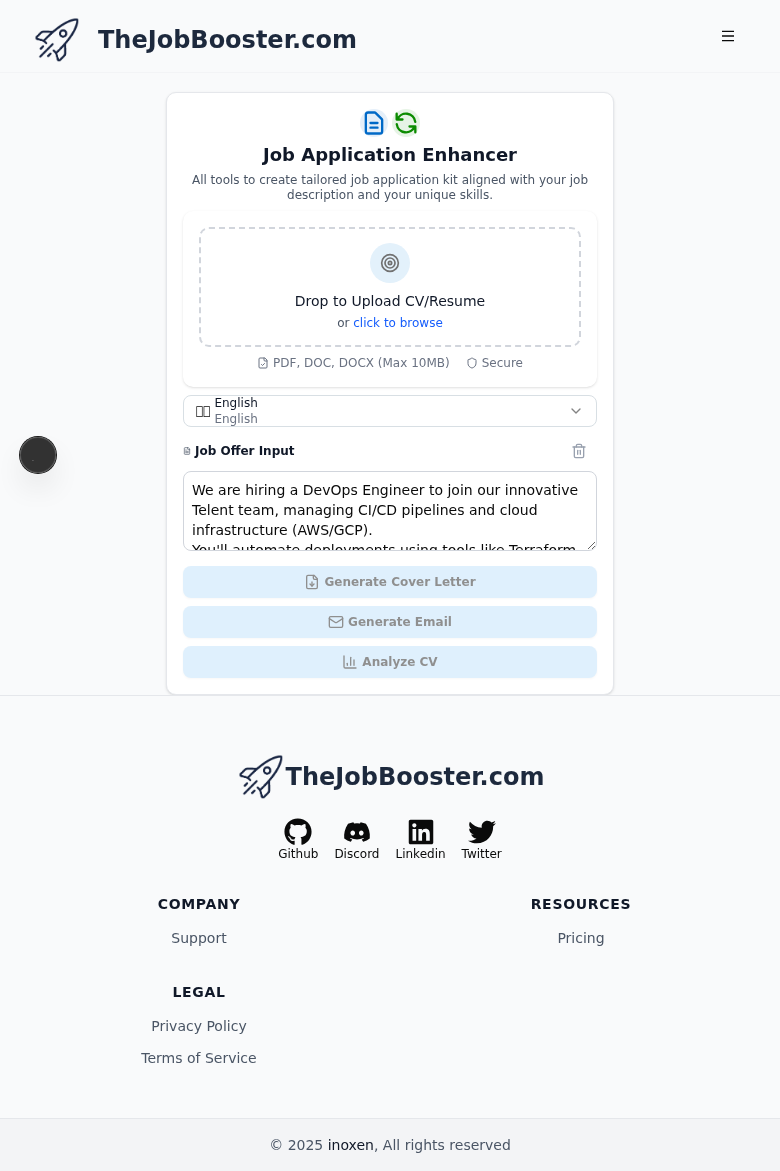 TheJobBooster.com
Job Application Enhancer
All tools to create tailored job application kit aligned with your job
description and your unique skills.
Drop to Upload CV/Resume
or click to browse
PDF, DOC, DOCX (Max 10MB)
Secure
English
English
Job Offer Input
We are hiring a DevOps Engineer to join our innovative
Telent team, managing CI/CD pipelines and cloud
infrastructure (AWS/GCP).
You'll automate deployments using tools like Terraform,
Generate Cover Letter
Generate Email
Analyze CV
TheJobBooster.com
Github
Discord
Linkedin
Twitter
COMPANY
RESOURCES
Support
Pricing
LEGAL
Privacy Policy
Terms of Service
© 2025 inoxen, All rights reserved